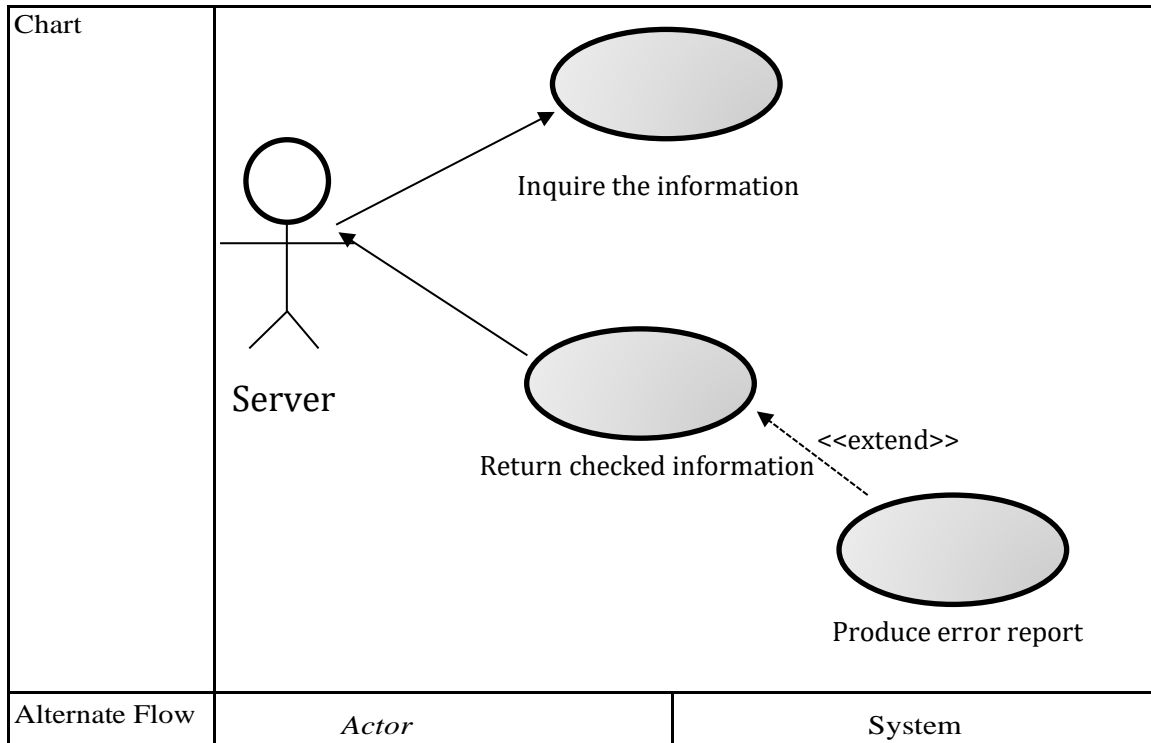 Chart
Inquire the information
Server
<<extend>>
Return checked information
Produce error report
Alternate Flow
Actor
System